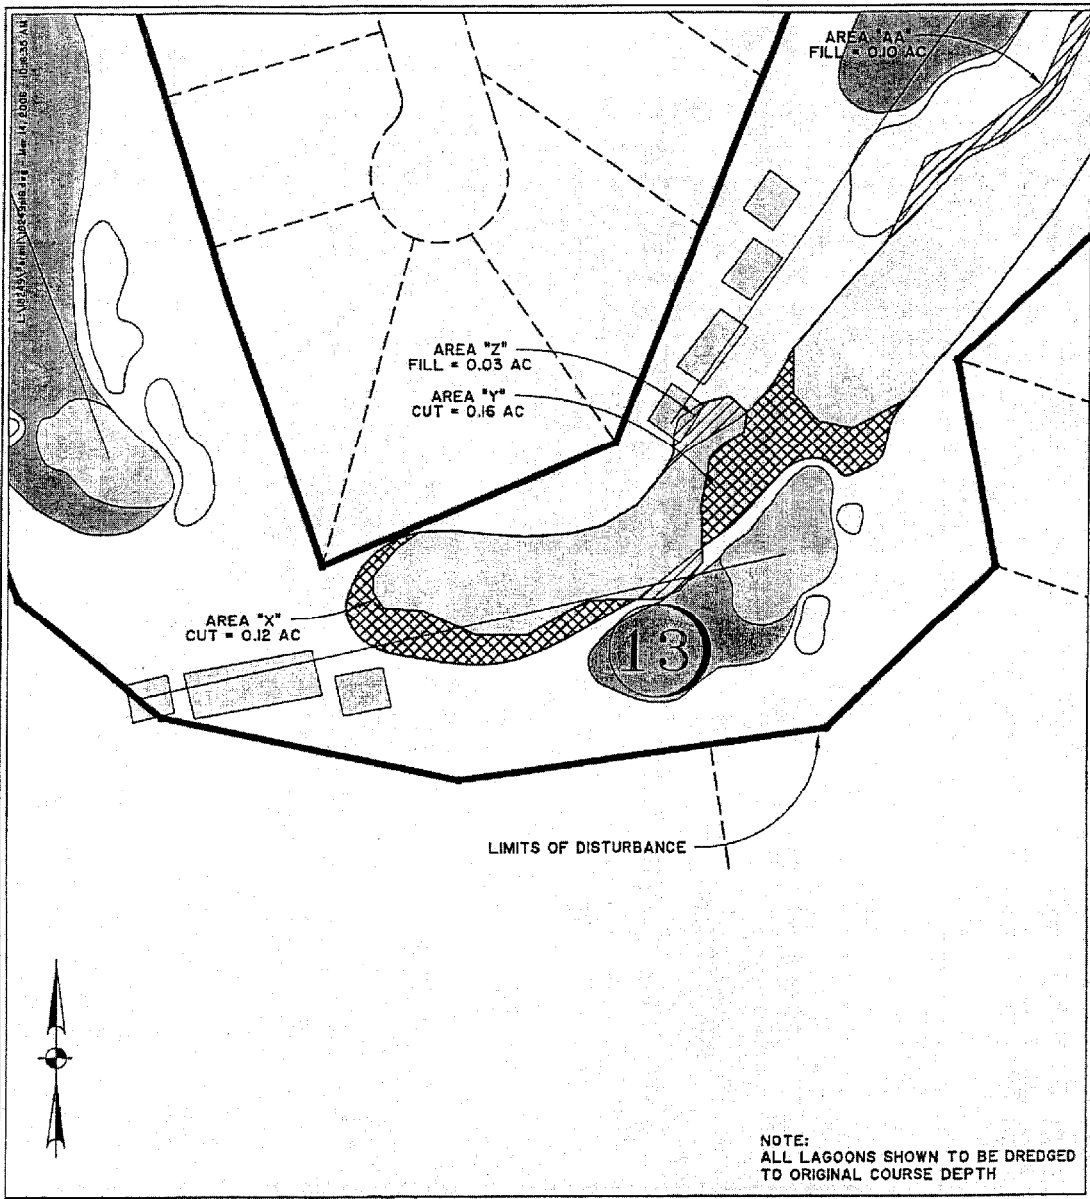 AREA "AA"
FILL = 0.10 AC
AREA "Z"
FILL = 0.03 AC
AREA "Y"
CUT = 0.16 AC
AREA "X"
CUT = 0.12 AC
13
LIMITS OF DISTURBANCE
NOTE:
ALL LAGOONS SHOWN TO BE DREDGED
TO ORIGINAL COURSE DEPTH